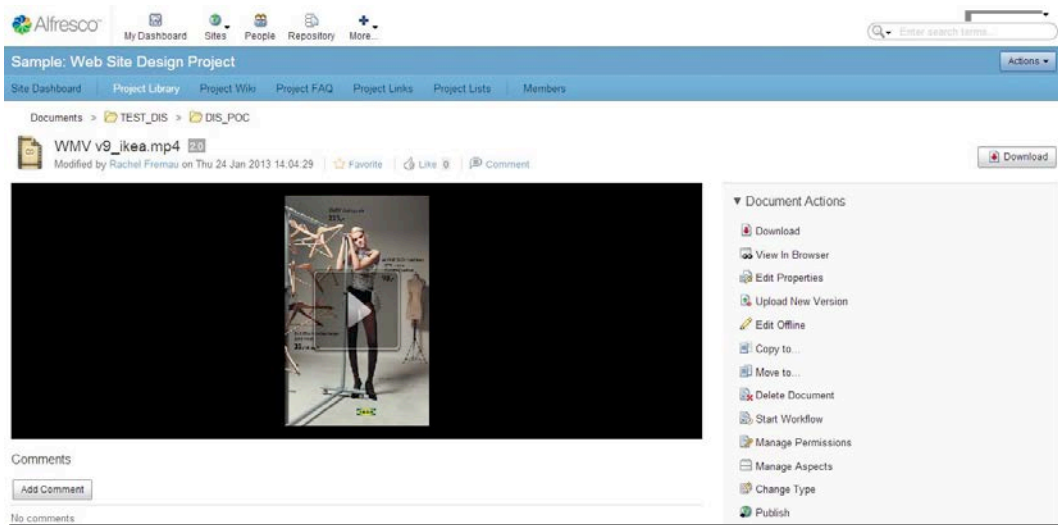 Alfresco
My Dashboard Sites People Repository More...
Enter search terms...
Sample: Web Site Design Project
Actions
Site Dashboard Project Library Project Wiki Project FAQ Project Links Project Lists Members
Documents > TEST_DIS > DIS_POC
WMV v9_ikea.mp4 2.0
Modified by Rachel Fremau on Thu 24 Jan 2013 14:04:29 Favorite Like 0 Comment
Download
Document Actions
Download
View In Browser
Edit Properties
Upload New Version
Edit Offline
Copy to...
Move to...
Delete Document
Start Workflow
Manage Permissions
Manage Aspects
Change Type
Publish
IKEA
Comments
Add Comment
No comments